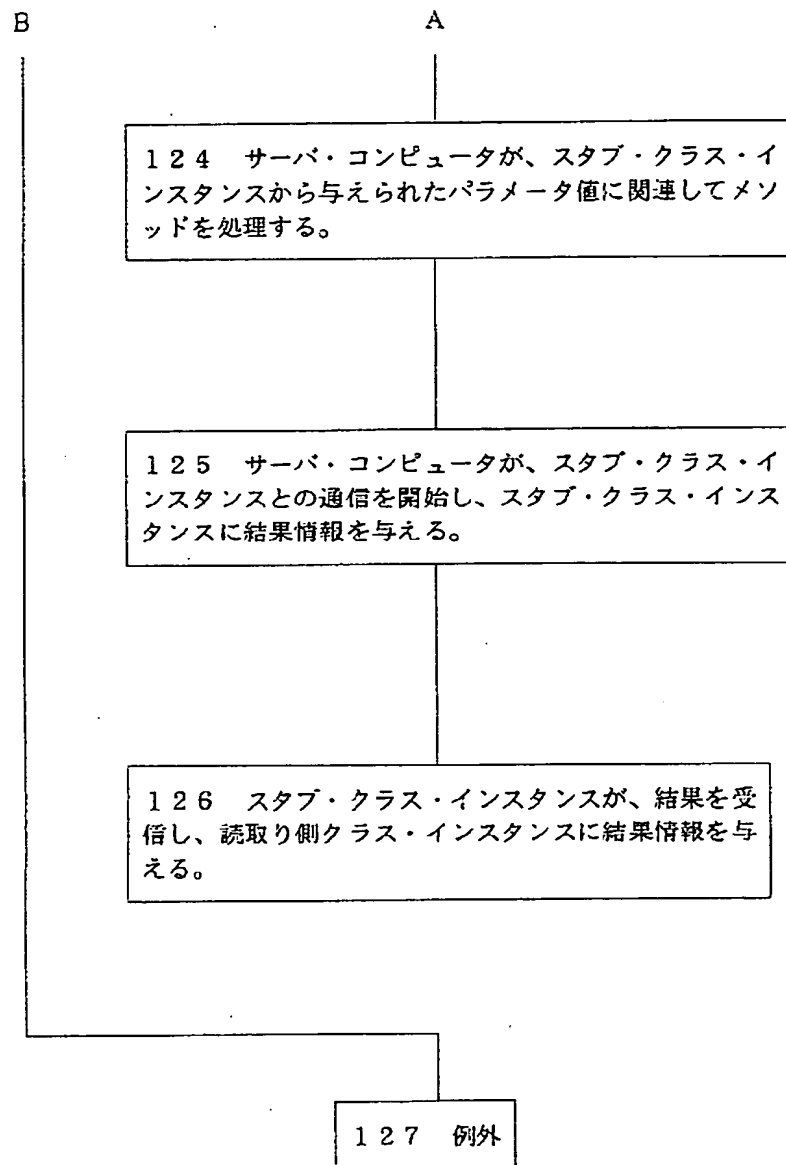 B
A
124 サーバ・コンピュータが、スタブ・クラス・イ
ンスタンスから与えられたパラメータ値に関連してメソ
ッドを処理する。
125 サーバ・コンピュータが、スタブ・クラス・イ
ンスタンスとの通信を開始し、スタブ・クラス・インス
タンスに結果情報を与える。
126 スタブ・クラス・インスタンスが、結果を受
信し、読取り側クラス・インスタンスに結果情報を与
える。
127 例外